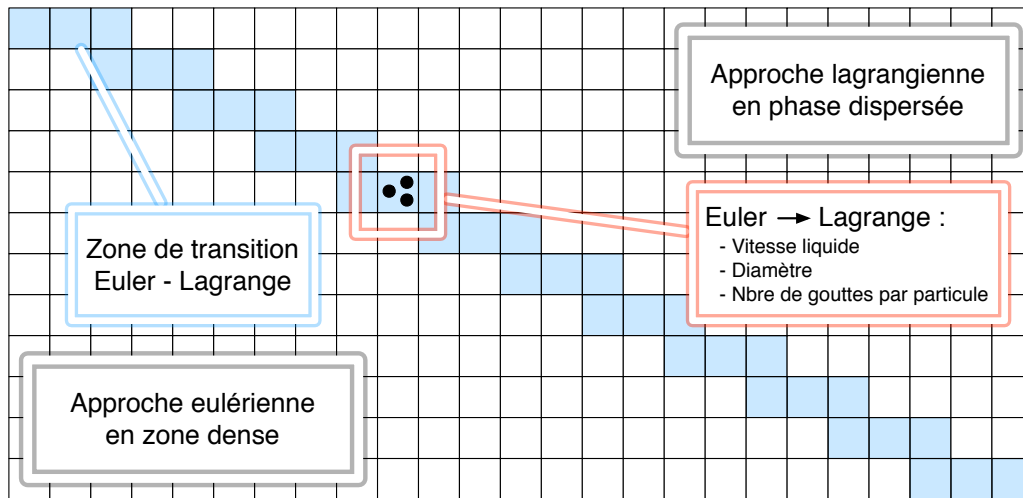 Approche lagrangienne
en phase dispersée
Euler → Lagrange :
- Vitesse liquide
- Diamètre
- Nbre de gouttes par particule
Zone de transition
Euler - Lagrange
Approche eulérienne
en zone dense